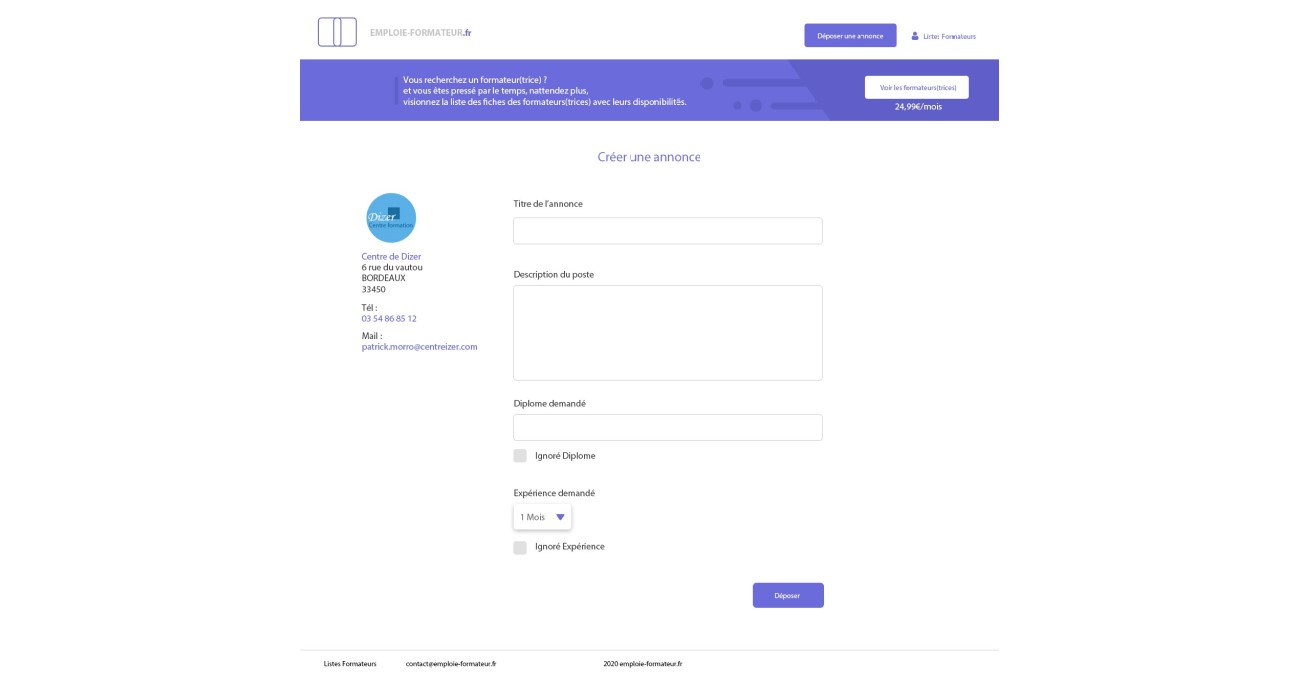 EMPLOIE-FORMATEUR.fr
Déposer une annonce
Listes Formateurs
Vous recherchez un formateur(trice) ?
et vous êtes pressé par le temps, nattendez plus,
visionnez la liste des fiches des formateurs(trices) avec leurs disponibiltés.
Voir les formateurs(trices)
24,99€/mois
Créer une annonce
Dizer
Centre formation
Centre de Dizer
6 rue du vautou
BORDEAUX
33450
Tél :
03 54 86 85 12
Mail :
patrick.morro@centreizer.com
Titre de l'annonce
Description du poste
Diplome demandé
Ignoré Diplome
Expérience demandé
1 Mois
Ignoré Expérience
Déposer
Listes Formateurs
contact@emploie-formateur.fr
2020 emploie-formateur.fr